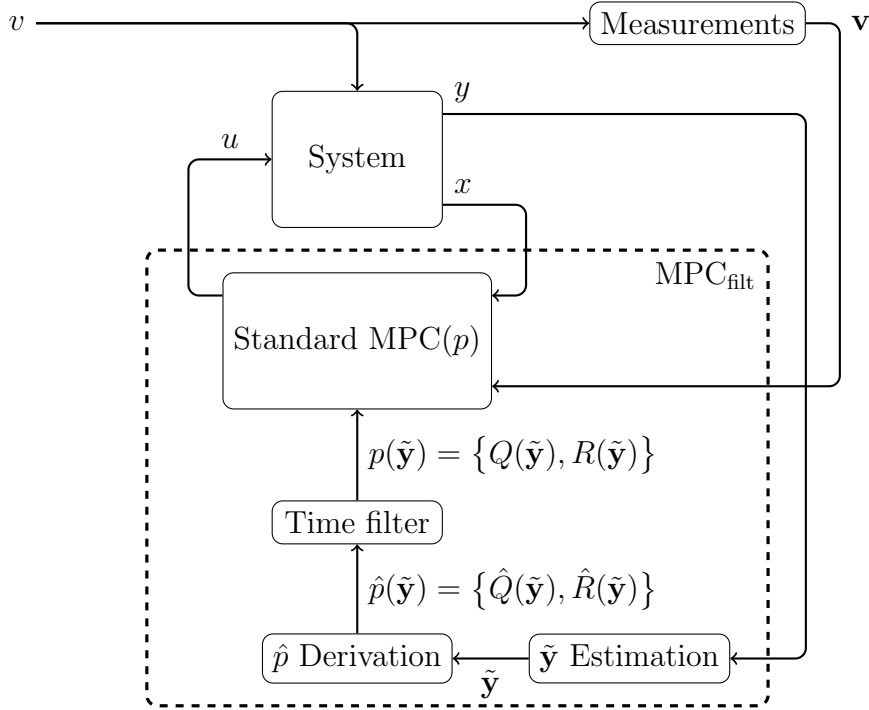 v
Measurements
𝐯
y
u
System
x
MPC_filt
Standard MPC(p)
p(𝐲̃) = {Q(𝐲̃), R(𝐲̃)}
Time filter
p̂(𝐲̃) = {Q̂(𝐲̃), R̂(𝐲̃)}
p̂ Derivation
𝐲̃
𝐲̃ Estimation